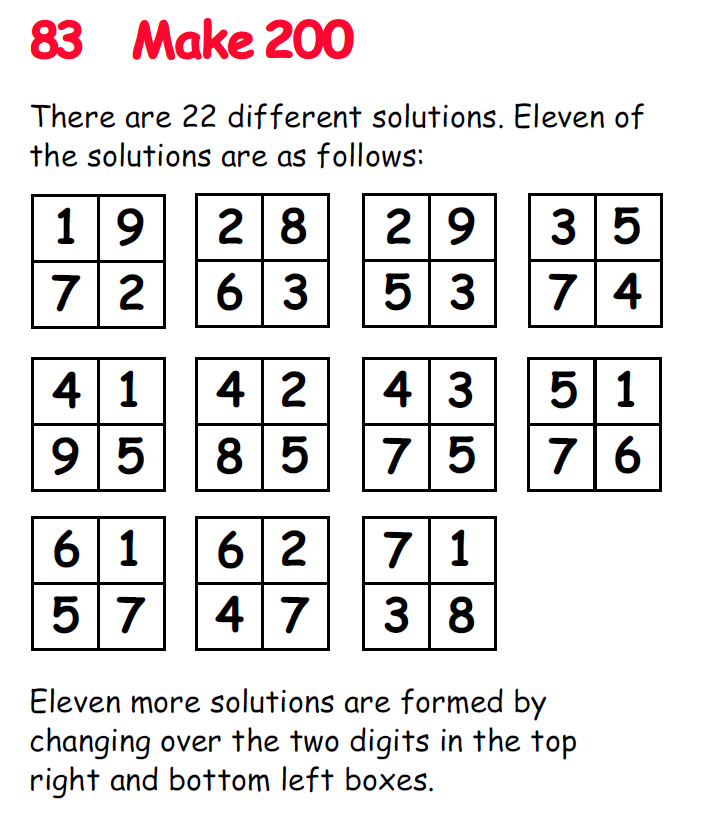 83 Make 200
There are 22 different solutions. Eleven of
the solutions are as follows:
1 9 2 8 2 9 3 5
7 2 6 3 5 3 7 4
4 1 4 2 4 3 5 1
9 5 8 5 7 5 7 6
6 1 6 2 7 1
5 7 4 7 3 8
Eleven more solutions are formed by
changing over the two digits in the top
right and bottom left boxes.